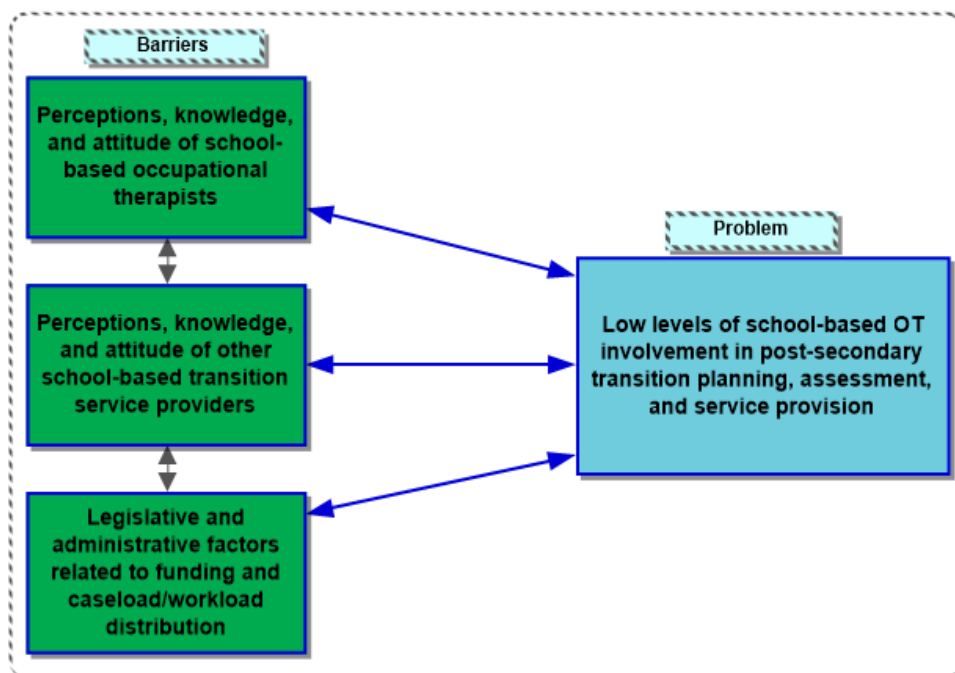 Barriers
Perceptions, knowledge,
and attitude of school-
based occupational
therapists
Problem
Perceptions, knowledge,
and attitude of other
school-based transition
service providers
Low levels of school-based OT
involvement in post-secondary
transition planning, assessment,
and service provision
Legislative and
administrative factors
related to funding and
caseload/workload
distribution